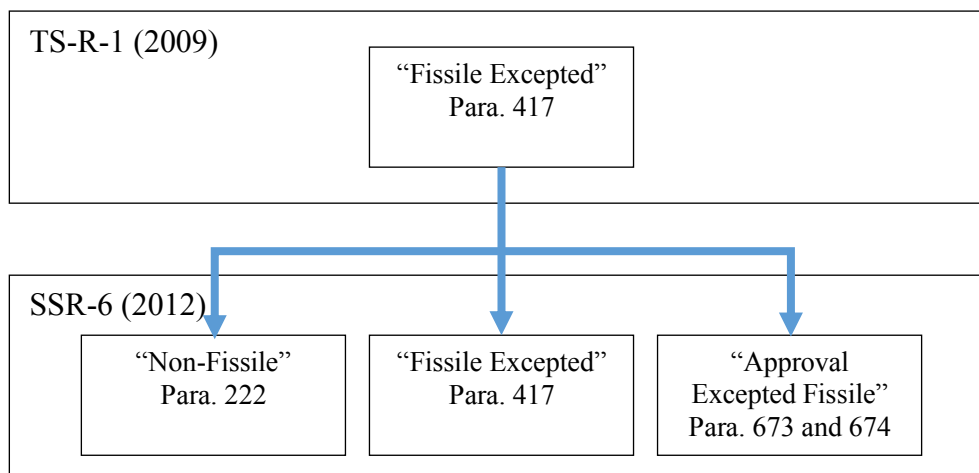 TS-R-1 (2009)
“Fissile Excepted”
Para. 417
SSR-6 (2012)
“Non-Fissile”
Para. 222
“Fissile Excepted”
Para. 417
“Approval
Excepted Fissile”
Para. 673 and 674